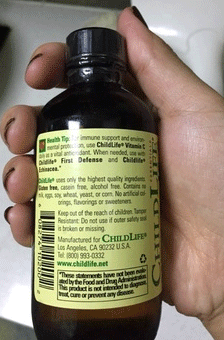 Health Tip: For immune support and environ-
mental protection, use ChildLife® Vitamin C
daily as a vital antioxidant. When needed, use with
ChildLife® First Defense and ChildLife®
Echinacea.*
ChildLife® uses only the highest quality ingredients.
Gluten free, casein free, alcohol free. Contains no
milk, eggs, soy, wheat, yeast, or corn. No artificial col-
orings, flavorings or sweeteners.
Keep out of the reach of children. Tamper
Resistant: Do not use if outer safety seal
is broken or missing.
Manufactured for CHILDLIFE®
Los Angeles, CA 90232 U.S.A.
Tel: (800) 993-0332
www.childlife.net
*These statements have not been evalu-
ated by the Food and Drug Administration.
This product is not intended to diagnose,
treat, cure or prevent any disease.
CHILDLIFE